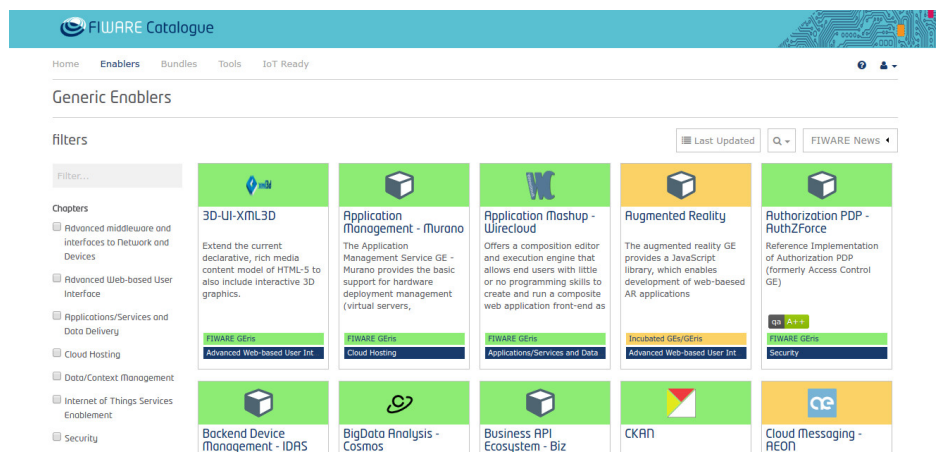 FIWARE Catalogue
Home Enablers Bundles Tools IoT Ready
Generic Enablers
filters
Last Updated
FIWARE News
Filter...
Chapters
Advanced middleware and
interfaces to Network and
Devices
Advanced Web-based User
Interface
Applications/Services and
Data Delivery
Cloud Hosting
Data/Context Management
Internet of Things Services
Enablement
Security
xml3d
3D-UI-XML3D
Extend the current
declarative, rich media
content model of HTML-5 to
also include interactive 3D
graphics.
FIWARE GEris
Advanced Web-based User Int
Application
Management - Murano
The Application
Management Service GE -
Murano provides the basic
support for hardware
deployment management
(virtual servers,
FIWARE GEris
Cloud Hosting
WC
Application Mashup -
Wirecloud
Offers a composition editor
and execution engine that
allows end users with little
or no programming skills to
create and run a composite
web application front-end as
FIWARE GEris
Applications/Services and Data
Augmented Reality
The augmented reality GE
provides a JavaScript
library, which enables
development of web-baesed
AR applications
Incubated GEs/GEris
Advanced Web-based User Int
Authorization PDP -
AuthZForce
Reference Implementation
of Authorization PDP
(formerly Access Control
GE)
qa A++
FIWARE GEris
Security
Backend Device
Management - IDAS
BigData Analysis -
Cosmos
Business API
Ecosystem - Biz
CKAN
ae
Cloud Messaging -
AEON